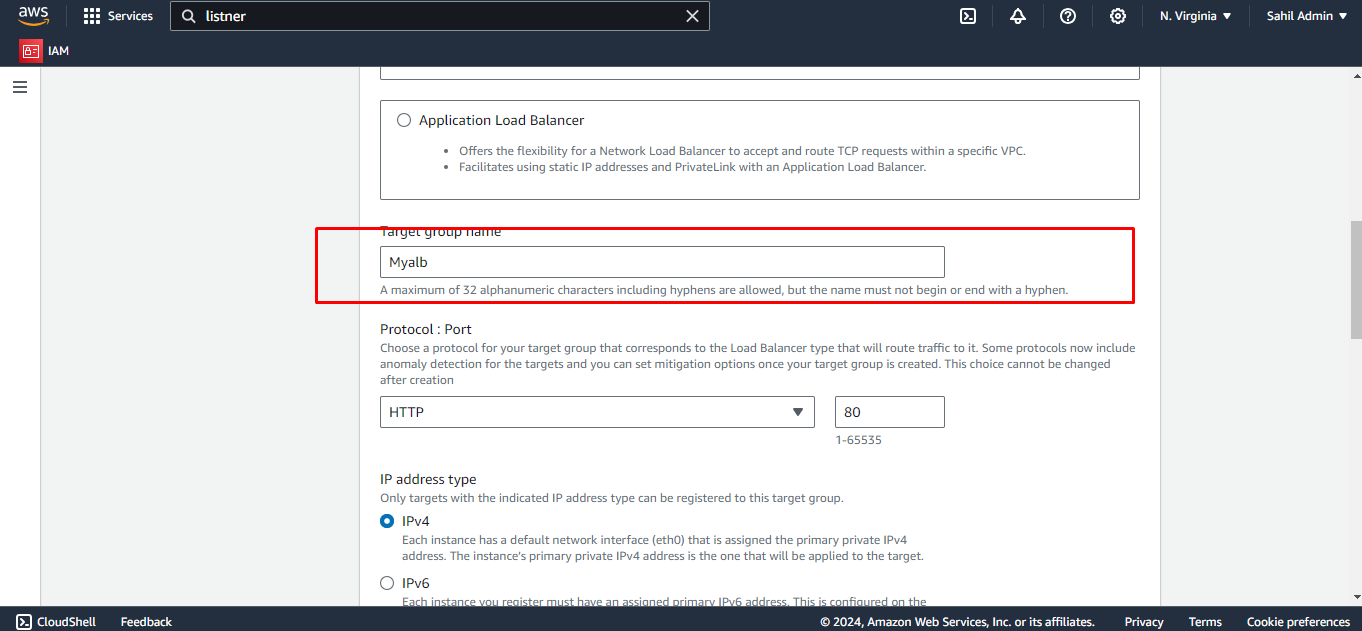 aws
Services
listner
N. Virginia
Sahil Admin
IAM
Application Load Balancer
Offers the flexibility for a Network Load Balancer to accept and route TCP requests within a specific VPC.
Facilitates using static IP addresses and PrivateLink with an Application Load Balancer.
Target group name
Myalb
A maximum of 32 alphanumeric characters including hyphens are allowed, but the name must not begin or end with a hyphen.
Protocol : Port
Choose a protocol for your target group that corresponds to the Load Balancer type that will route traffic to it. Some protocols now include
anomaly detection for the targets and you can set mitigation options once your target group is created. This choice cannot be changed
after creation
HTTP
80
1-65535
IP address type
Only targets with the indicated IP address type can be registered to this target group.
IPv4
Each instance has a default network interface (eth0) that is assigned the primary private IPv4
address. The instance's primary private IPv4 address is the one that will be applied to the target.
IPv6
Each instance you register must have an assigned primary IPv6 address. This is configured on the
CloudShell
Feedback
© 2024, Amazon Web Services, Inc. or its affiliates.
Privacy
Terms
Cookie preferences